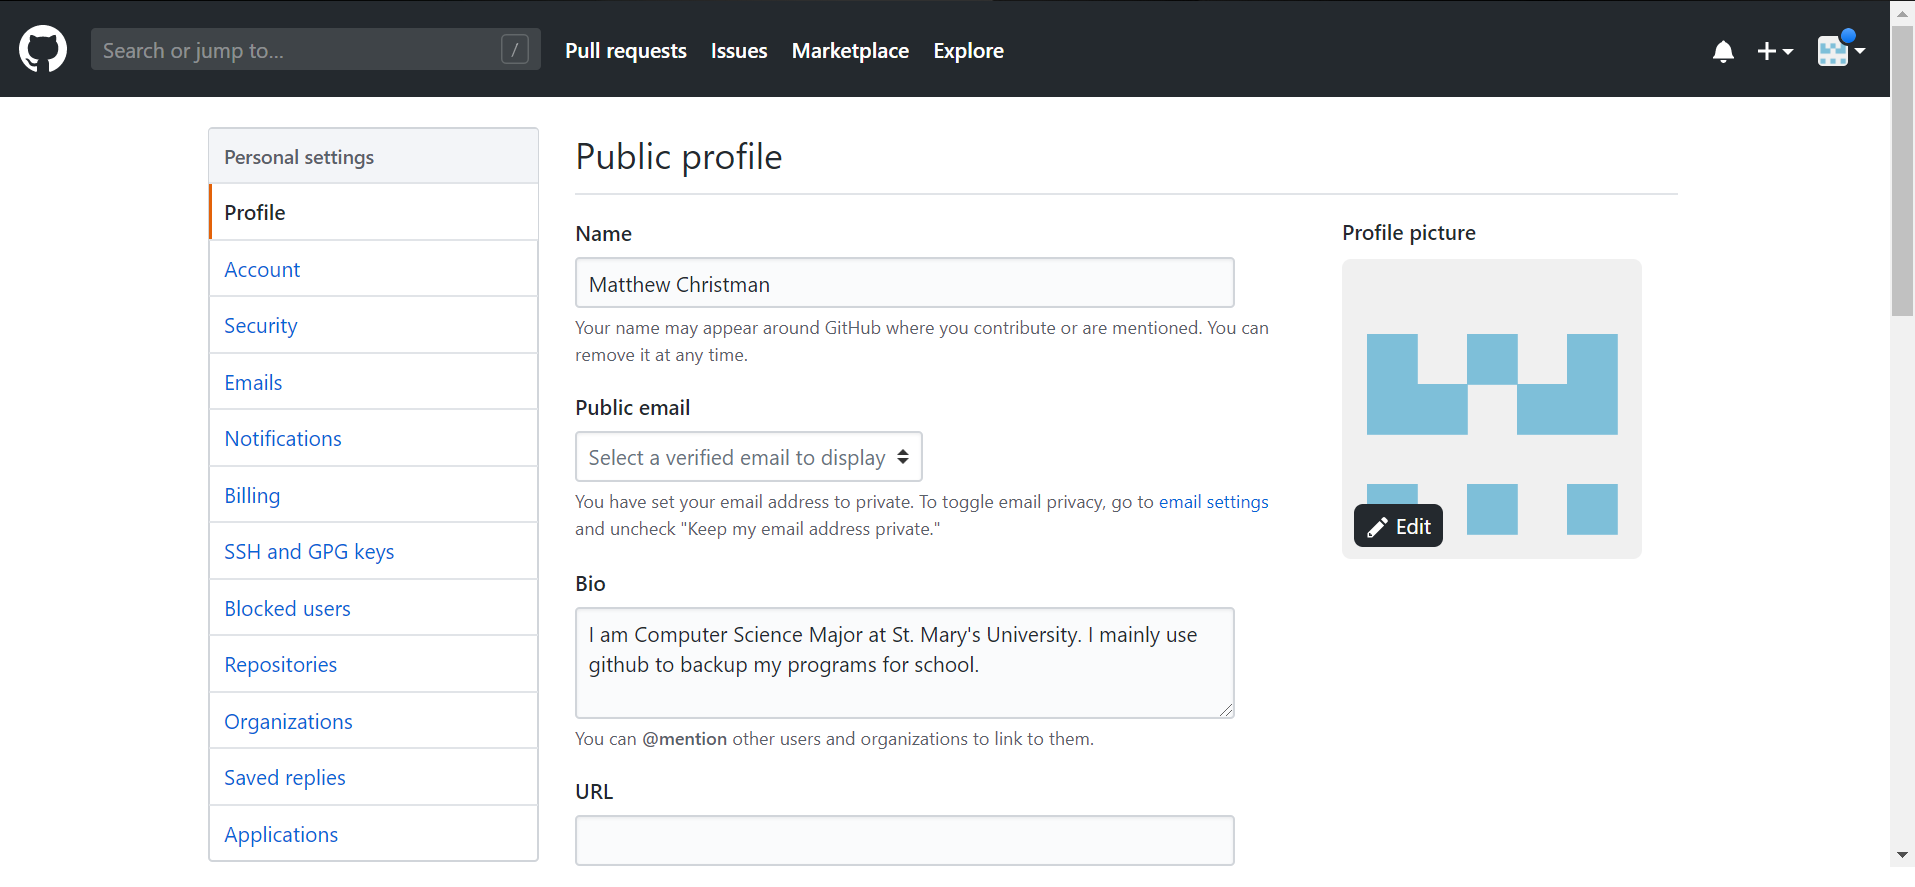 Search or jump to...
/
Pull requests
Issues
Marketplace
Explore
Personal settings
Profile
Account
Security
Emails
Notifications
Billing
SSH and GPG keys
Blocked users
Repositories
Organizations
Saved replies
Applications
Public profile
Name
Matthew Christman
Your name may appear around GitHub where you contribute or are mentioned. You can
remove it at any time.
Public email
Select a verified email to display
You have set your email address to private. To toggle email privacy, go to email settings
and uncheck "Keep my email address private."
Bio
I am Computer Science Major at St. Mary's University. I mainly use
github to backup my programs for school.
You can @mention other users and organizations to link to them.
URL
Profile picture
Edit